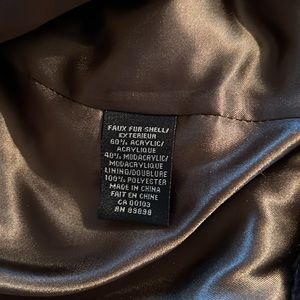 FAUX FUR SHELL/
EXTERIEUR
60% ACRYLIC/
ACRYLIQUE
40% MODACRYLIC/
MODACRYLIQUE
LINING/DOUBLURE
100% POLYESTER
MADE IN CHINA
FAIT EN CHINE
CA 00103
RN 89898